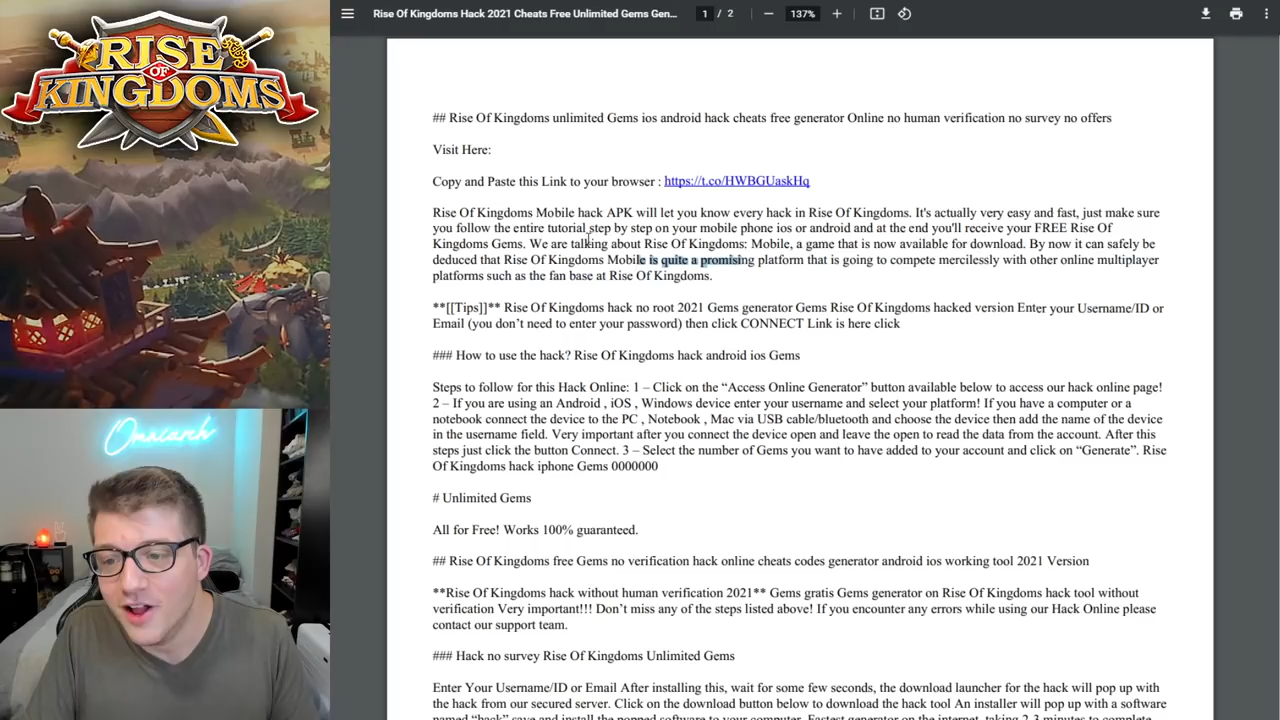 RISE
OF
KINGDOMS
Omniarch
Rise Of Kingdoms Hack 2021 Cheats Free Unlimited Gems Gen...
1 / 2
137%
## Rise Of Kingdoms unlimited Gems ios android hack cheats free generator Online no human verification no survey no offers
Visit Here:
Copy and Paste this Link to your browser : https://t.co/HWBGUaskHq
Rise Of Kingdoms Mobile hack APK will let you know every hack in Rise Of Kingdoms. It's actually very easy and fast, just make sure
you follow the entire tutorial step by step on your mobile phone ios or android and at the end you'll receive your FREE Rise Of
Kingdoms Gems. We are talking about Rise Of Kingdoms: Mobile, a game that is now available for download. By now it can safely be
deduced that Rise Of Kingdoms Mobile is quite a promising platform that is going to compete mercilessly with other online multiplayer
platforms such as the fan base at Rise Of Kingdoms.
**[[Tips]]** Rise Of Kingdoms hack no root 2021 Gems generator Gems Rise Of Kingdoms hacked version Enter your Username/ID or
Email (you don’t need to enter your password) then click CONNECT Link is here click
### How to use the hack? Rise Of Kingdoms hack android ios Gems
Steps to follow for this Hack Online: 1 – Click on the “Access Online Generator” button available below to access our hack online page!
2 – If you are using an Android , iOS , Windows device enter your username and select your platform! If you have a computer or a
notebook connect the device to the PC , Notebook , Mac via USB cable/bluetooth and choose the device then add the name of the device
in the username field. Very important after you connect the device open and leave the open to read the data from the account. After this
steps just click the button Connect. 3 – Select the number of Gems you want to have added to your account and click on “Generate”. Rise
Of Kingdoms hack iphone Gems 0000000
# Unlimited Gems
All for Free! Works 100% guaranteed.
## Rise Of Kingdoms free Gems no verification hack online cheats codes generator android ios working tool 2021 Version
**Rise Of Kingdoms hack without human verification 2021** Gems gratis Gems generator on Rise Of Kingdoms hack tool without
verification Very important!!! Don’t miss any of the steps listed above! If you encounter any errors while using our Hack Online please
contact our support team.
### Hack no survey Rise Of Kingdoms Unlimited Gems
Enter Your Username/ID or Email After installing this, wait for some few seconds, the download launcher for the hack will pop up with
the hack from our secured server. Click on the download button below to download the hack tool An installer will pop up with a software
named “hack” save and install the popped software to your computer. Fastest generator on the internet, taking 2-3 minutes to complete